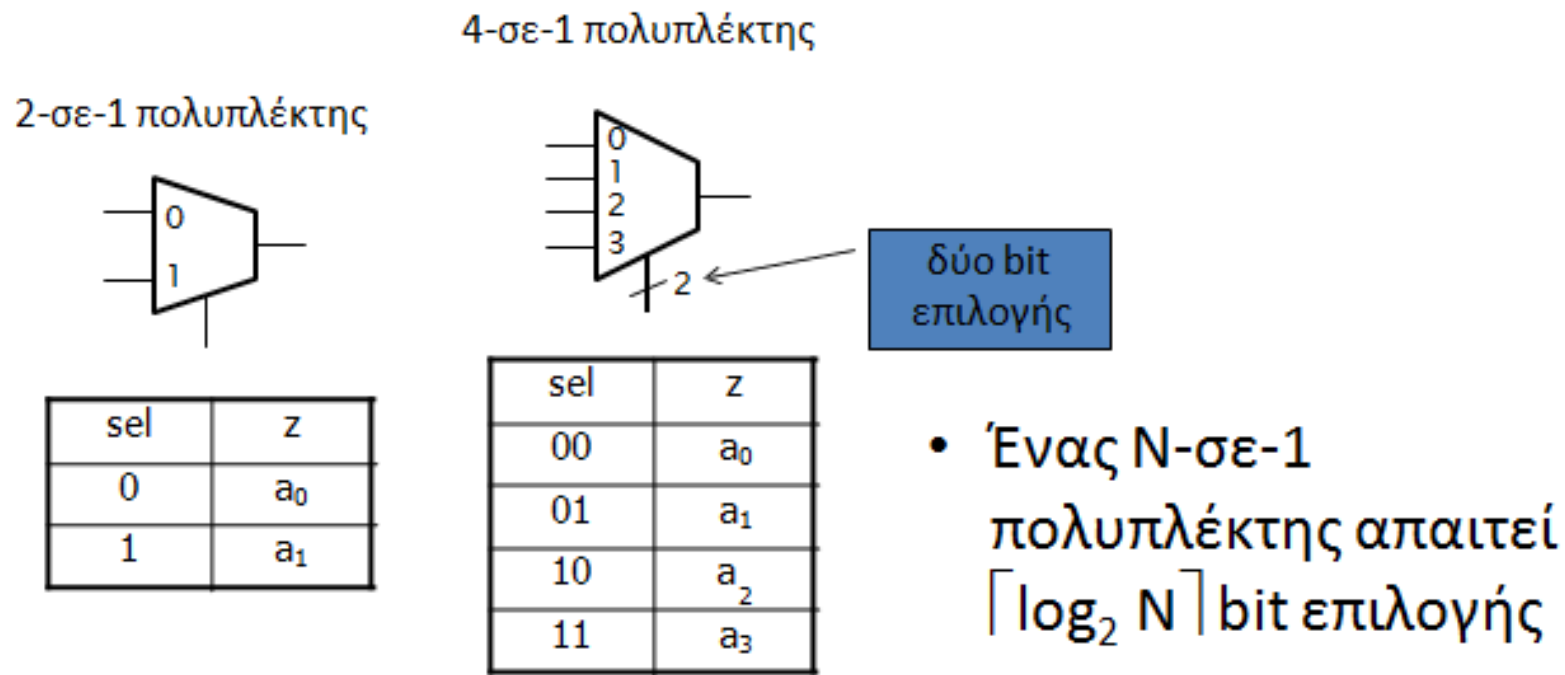 4-σε-1 πολυπλέκτης
2-σε-1 πολυπλέκτης
0
1
0
1
2
3
2
δύο bit
επιλογής
sel z
0 a₀
1 a₁
sel z
00 a₀
01 a₁
10 a₂
11 a₃
• Ένας N-σε-1
πολυπλέκτης απαιτεί
⌈log₂ N⌉ bit επιλογής